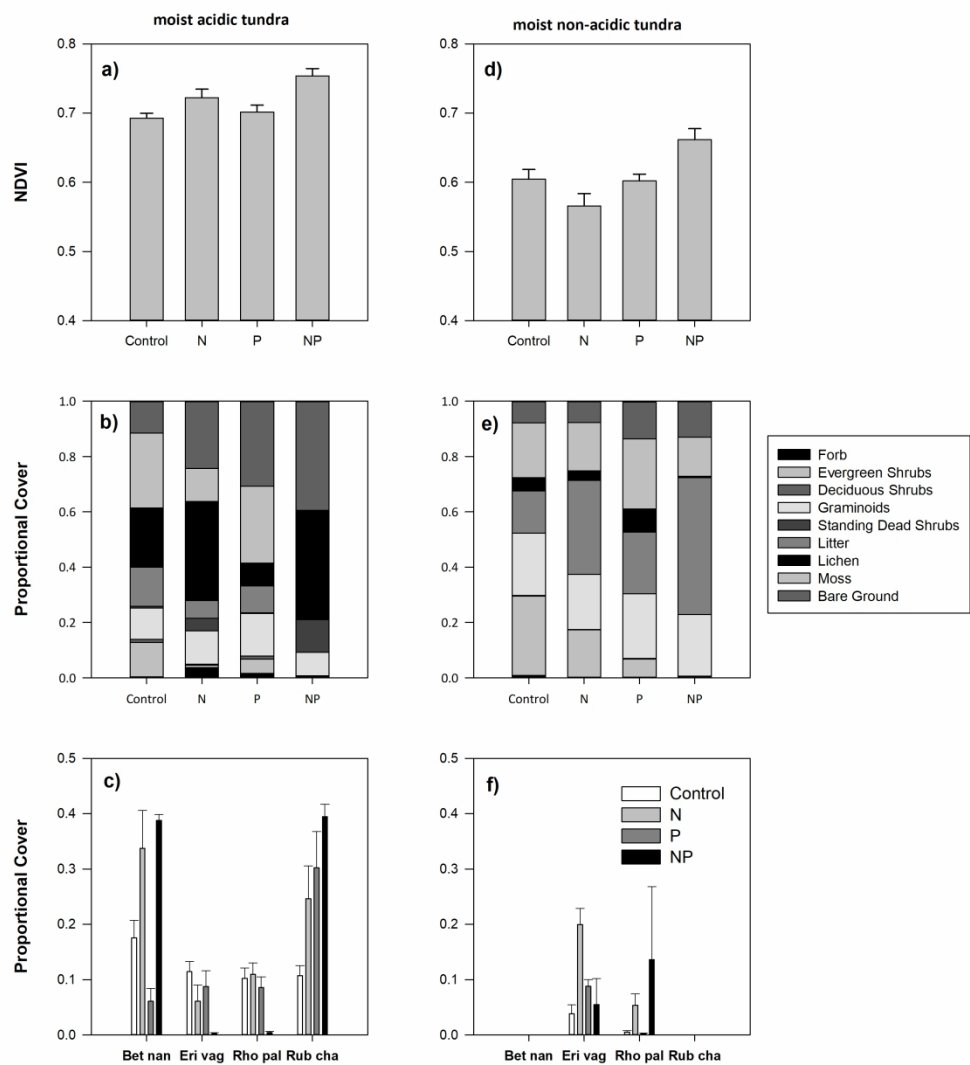 moist acidic tundra
moist non-acidic tundra
NDVI
a)
0.8
0.7
0.6
0.5
0.4
Control N P NP
d)
0.8
0.7
0.6
0.5
0.4
Control N P NP
Proportional Cover
b)
1.0
0.8
0.6
0.4
0.2
0.0
Control N P NP
e)
1.0
0.8
0.6
0.4
0.2
0.0
Control N P NP
Forb
Evergreen Shrubs
Deciduous Shrubs
Graminoids
Standing Dead Shrubs
Litter
Lichen
Moss
Bare Ground
Proportional Cover
c)
0.5
0.4
0.3
0.2
0.1
0.0
Bet nan Eri vag Rho pal Rub cha
f)
0.5
0.4
0.3
0.2
0.1
0.0
Control
N
P
NP
Bet nan Eri vag Rho pal Rub cha